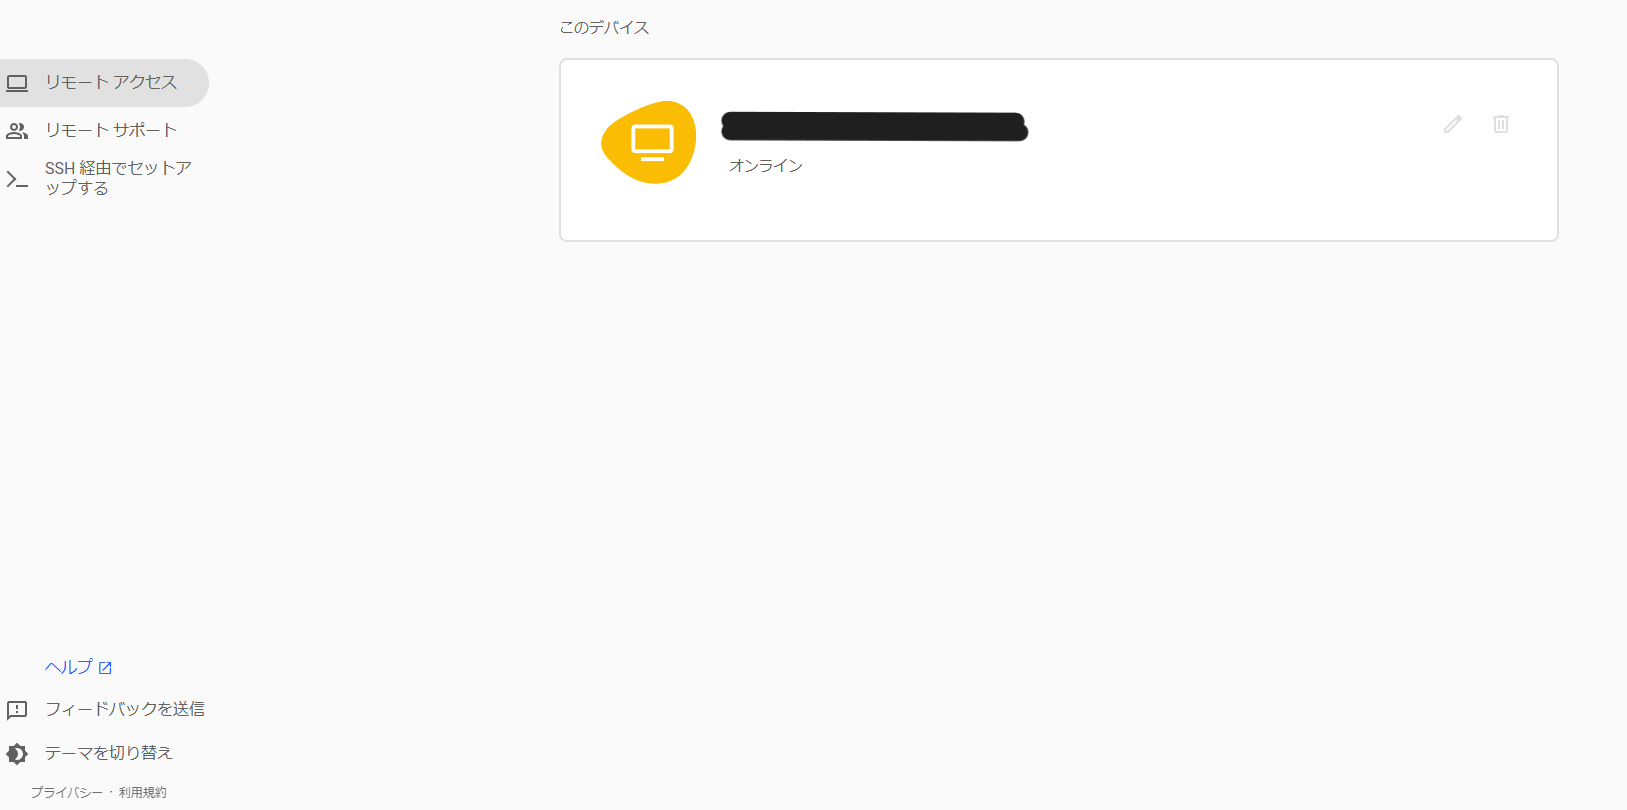 このデバイス
リモート アクセス
リモート サポート
SSH 経由でセットア
ップする
オンライン
ヘルプ
フィードバックを送信
テーマを切り替え
プライバシー · 利用規約